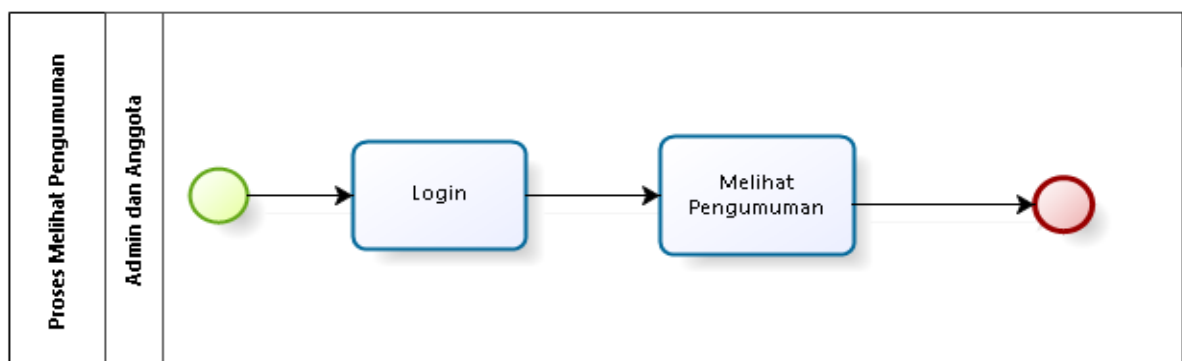 Proses Melihat Pengumuman
Admin dan Anggota
Login
Melihat
Pengumuman